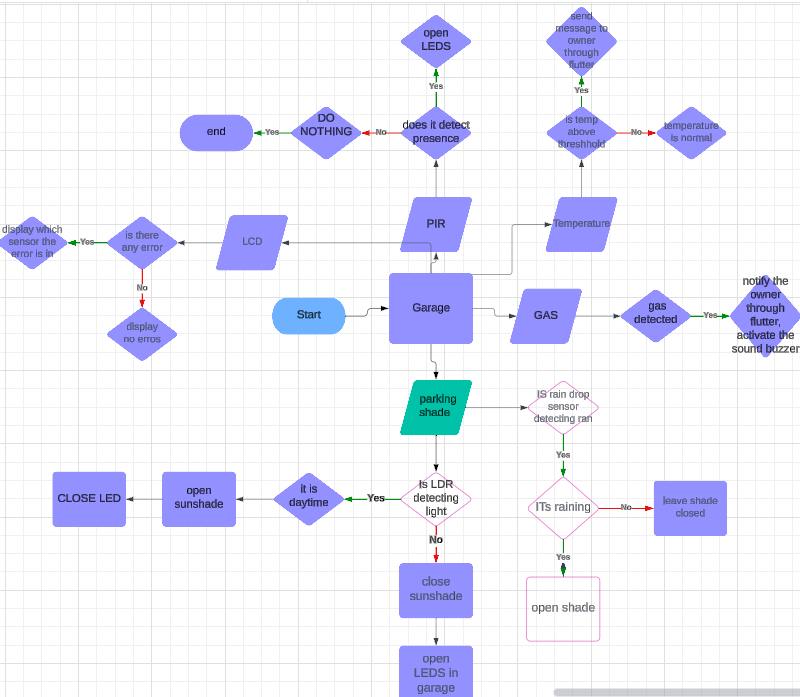 open
LEDS
send
message to
owner
through
flutter
Yes
Yes
end
Yes
DO
NOTHING
No
does it detect
presence
is temp
above
threshhold
No
temperature
is normal
display which
sensor the
error is in
Yes
is there
any error
LCD
PIR
Temperature
No
display
no erros
Start
Garage
GAS
gas
detected
Yes
notify the
owner
through
flutter,
activate the
sound buzzer
parking
shade
IS rain drop
sensor
detecting ran
Yes
CLOSE LED
open
sunshade
it is
daytime
Yes
Is LDR
detecting
light
ITs raining
No
leave shade
closed
No
Yes
close
sunshade
open shade
open
LEDS in
garage